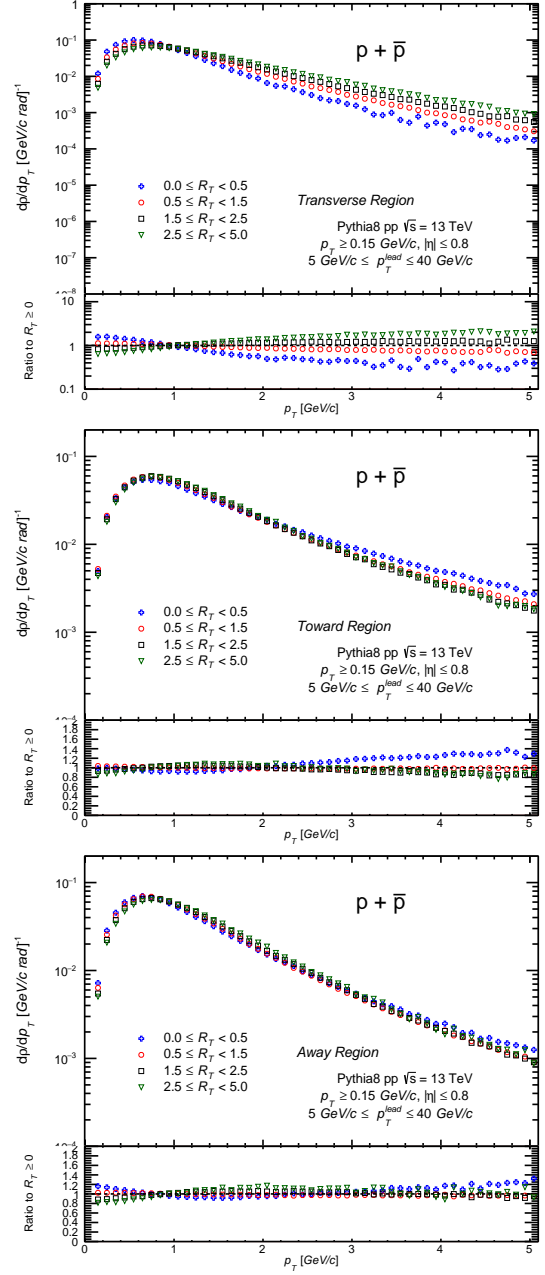 1
10⁻¹
10⁻²
10⁻³
10⁻⁴
10⁻⁵
10⁻⁶
10⁻⁷
10⁻⁸
dρ/dp_T [GeV/c rad]⁻¹
p + p̄
0.0 ≤ R_T < 0.5
0.5 ≤ R_T < 1.5
1.5 ≤ R_T < 2.5
2.5 ≤ R_T < 5.0
Transverse Region
Pythia8 pp √s = 13 TeV
p_T ≥ 0.15 GeV/c, |η| ≤ 0.8
5 GeV/c ≤ p_T^lead ≤ 40 GeV/c
Ratio to R_T ≥ 0
10
1
0.1
0 1 2 3 4 5
p_T [GeV/c]
10⁻¹
10⁻²
10⁻³
10⁻⁴
dρ/dp_T [GeV/c rad]⁻¹
p + p̄
0.0 ≤ R_T < 0.5
0.5 ≤ R_T < 1.5
1.5 ≤ R_T < 2.5
2.5 ≤ R_T < 5.0
Toward Region
Pythia8 pp √s = 13 TeV
p_T ≥ 0.15 GeV/c, |η| ≤ 0.8
5 GeV/c ≤ p_T^lead ≤ 40 GeV/c
Ratio to R_T ≥ 0
1.8
1.6
1.4
1.2
1
0.8
0.6
0.4
0.2
0
0 1 2 3 4 5
p_T [GeV/c]
10⁻¹
10⁻²
10⁻³
10⁻⁴
dρ/dp_T [GeV/c rad]⁻¹
p + p̄
0.0 ≤ R_T < 0.5
0.5 ≤ R_T < 1.5
1.5 ≤ R_T < 2.5
2.5 ≤ R_T < 5.0
Away Region
Pythia8 pp √s = 13 TeV
p_T ≥ 0.15 GeV/c, |η| ≤ 0.8
5 GeV/c ≤ p_T^lead ≤ 40 GeV/c
Ratio to R_T ≥ 0
1.8
1.6
1.4
1.2
1
0.8
0.6
0.4
0.2
0
0 1 2 3 4 5
p_T [GeV/c]